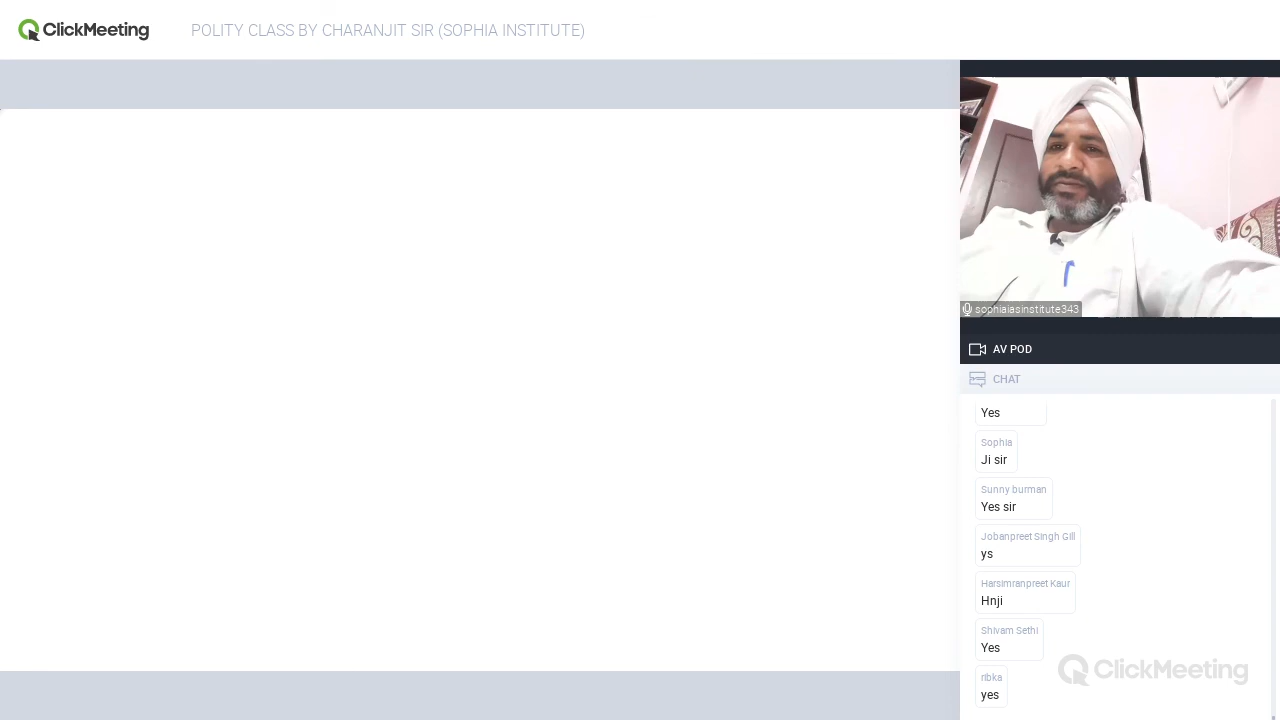 ClickMeeting
POLITY CLASS BY CHARANJIT SIR (SOPHIA INSTITUTE)
sophiaiasinstitute343
AV POD
CHAT
Yes
Sophia
Ji sir
Sunny burman
Yes sir
Jobanpreet Singh Gill
ys
Harsimranpreet Kaur
Hnji
Shivam Sethi
Yes
ribka
yes
ClickMeeting